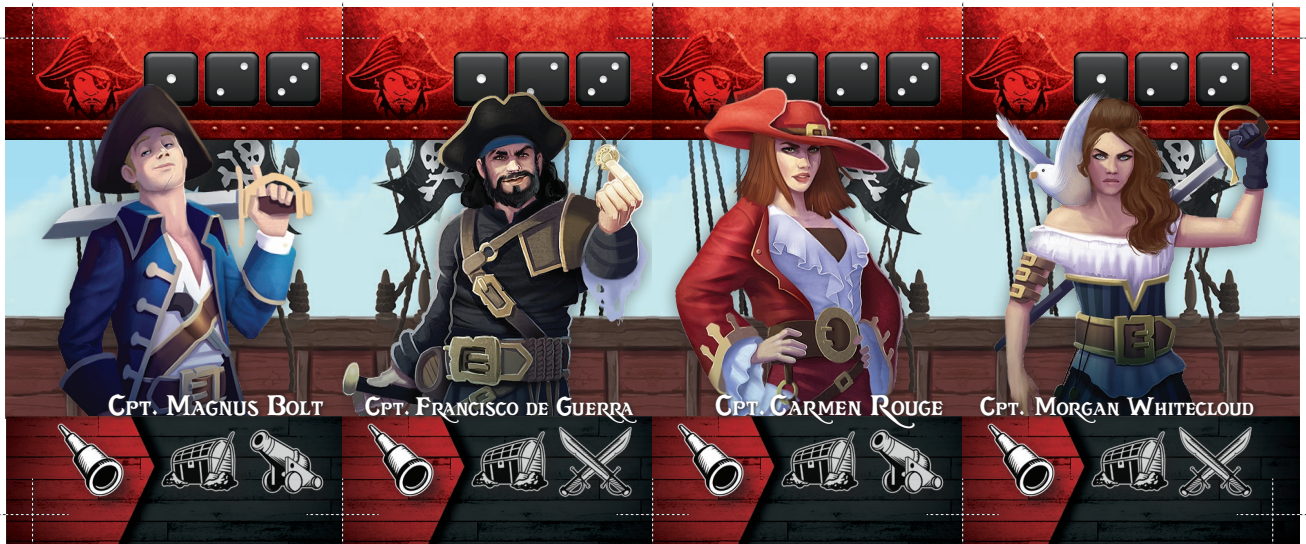 Cpt. Magnus Bolt
Cpt. Francisco de Guerra
Cpt. Carmen Rouge
Cpt. Morgan Whitecloud